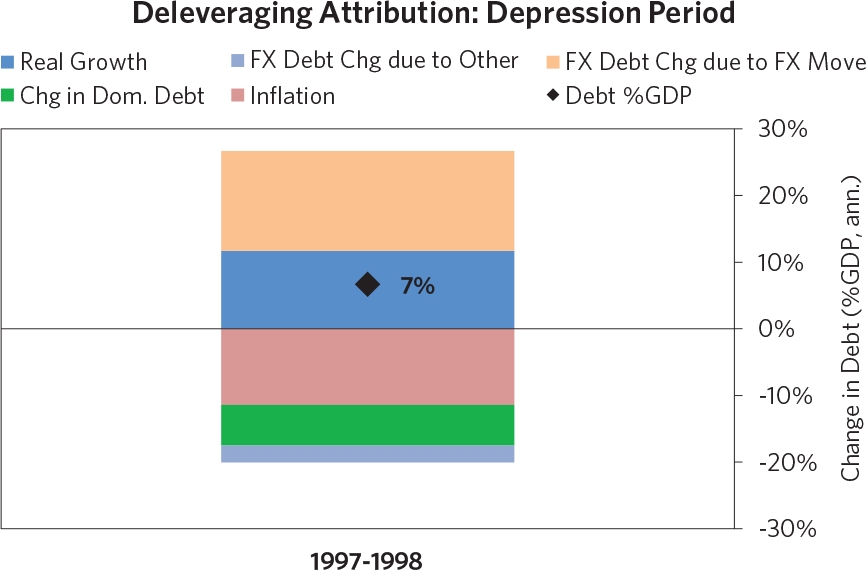 Deleveraging Attribution: Depression Period
Real Growth FX Debt Chg due to Other FX Debt Chg due to FX Move
Chg in Dom. Debt Inflation Debt %GDP
30%
20%
10%
7%
0%
-10%
-20%
-30%
Change in Debt (%GDP, ann.)
1997-1998